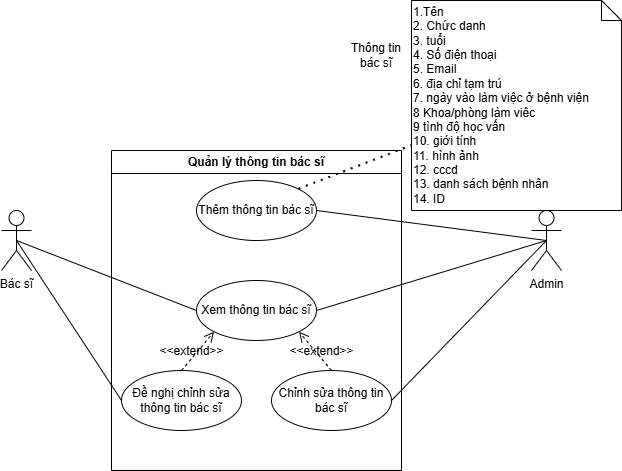 1.Tên
2. Chức danh
3. tuổi
4. Số điện thoại
5. Email
6. địa chỉ tạm trú
7. ngày vào làm việc ở bệnh viện
8 Khoa/phòng làm viêc
9 tình độ học vấn
10. giới tính
11. hình ảnh
12. cccd
13. danh sách bệnh nhân
14. ID
Thông tin
bác sĩ
Quản lý thông tin bác sĩ
Thêm thông tin bác sĩ
Bác sĩ
Admin
Xem thông tin bác sĩ
<<extend>>
<<extend>>
Đề nghị chỉnh sửa
thông tin bác sĩ
Chỉnh sửa thông tin
bác sĩ